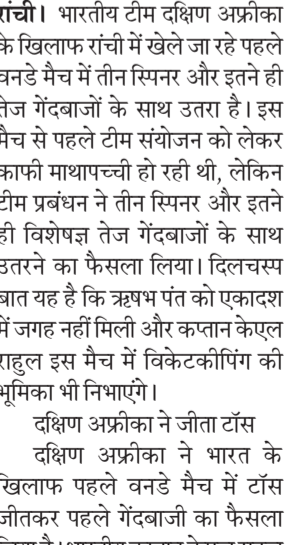 रांची। भारतीय टीम दक्षिण अफ्रीका
के खिलाफ रांची में खेले जा रहे पहले
वनडे मैच में तीन स्पिनर और इतने ही
तेज गेंदबाजों के साथ उतरा है। इस
मैच से पहले टीम संयोजन को लेकर
काफी माथापच्ची हो रही थी, लेकिन
टीम प्रबंधन ने तीन स्पिनर और इतने
ही विशेषज्ञ तेज गेंदबाजों के साथ
उतरने का फैसला लिया। दिलचस्प
बात यह है कि ऋषभ पंत को एकादश
में जगह नहीं मिली और कप्तान केएल
राहुल इस मैच में विकेटकीपिंग की
भूमिका भी निभाएंगे।
दक्षिण अफ्रीका ने जीता टॉस
दक्षिण अफ्रीका ने भारत के
खिलाफ पहले वनडे मैच में टॉस
जीतकर पहले गेंदबाजी का फैसला